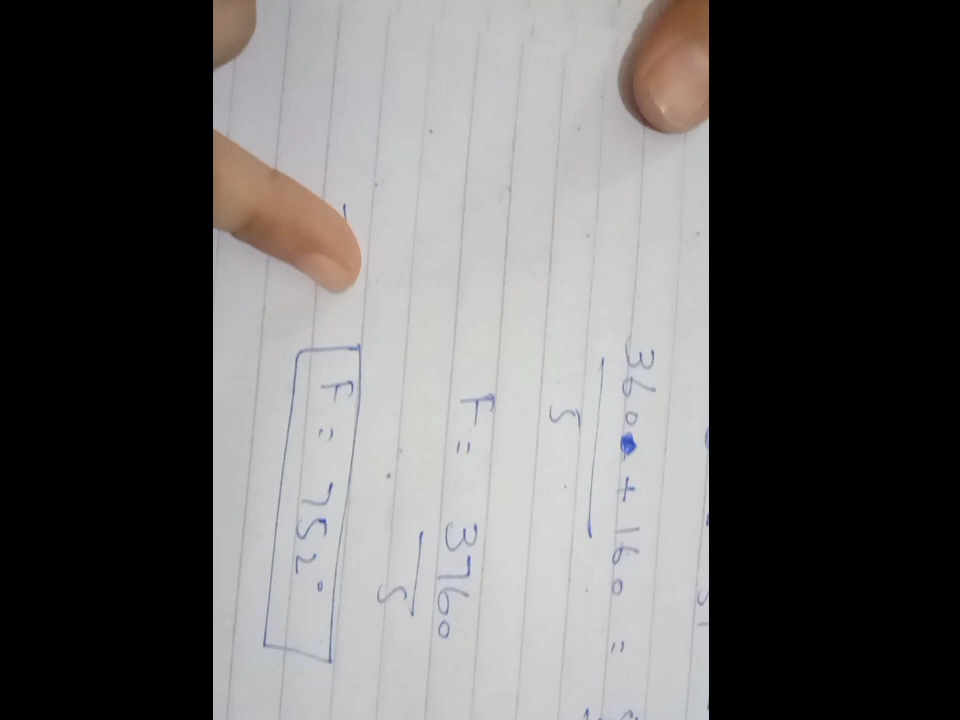 3600 + 160 =
5
F = 3760
5
F = 752°